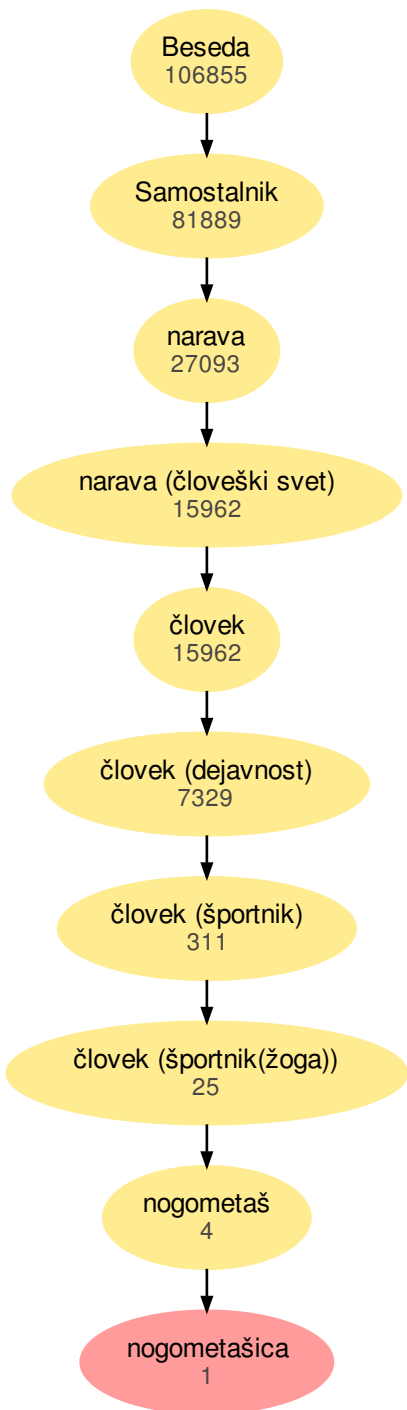 Beseda
106855
Samostalnik
81889
narava
27093
narava (človeški svet)
15962
človek
15962
človek (dejavnost)
7329
človek (športnik)
311
človek (športnik(žoga))
25
nogometaš
4
nogometašica
1